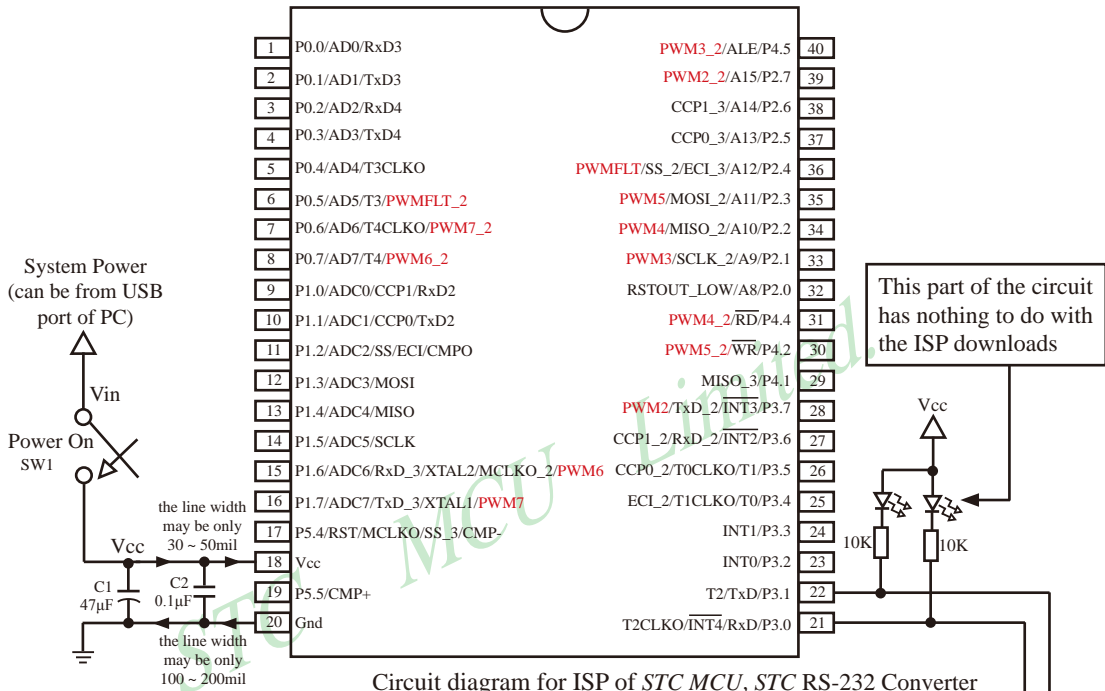 1 P0.0/AD0/RxD3
2 P0.1/AD1/TxD3
3 P0.2/AD2/RxD4
4 P0.3/AD3/TxD4
5 P0.4/AD4/T3CLKO
6 P0.5/AD5/T3/PWMFLT_2
7 P0.6/AD6/T4CLKO/PWM7_2
8 P0.7/AD7/T4/PWM6_2
9 P1.0/ADC0/CCP1/RxD2
10 P1.1/ADC1/CCP0/TxD2
11 P1.2/ADC2/SS/ECI/CMPO
12 P1.3/ADC3/MOSI
13 P1.4/ADC4/MISO
14 P1.5/ADC5/SCLK
15 P1.6/ADC6/RxD_3/XTAL2/MCLKO_2/PWM6
16 P1.7/ADC7/TxD_3/XTAL1/PWM7
17 P5.4/RST/MCLKO/SS_3/CMP-
18 Vcc
19 P5.5/CMP+
20 Gnd
PWM3_2/ALE/P4.5 40
PWM2_2/A15/P2.7 39
CCP1_3/A14/P2.6 38
CCP0_3/A13/P2.5 37
PWMFLT/SS_2/ECI_3/A12/P2.4 36
PWM5/MOSI_2/A11/P2.3 35
PWM4/MISO_2/A10/P2.2 34
PWM3/SCLK_2/A9/P2.1 33
RSTOUT_LOW/A8/P2.0 32
PWM4_2/RD/P4.4 31
PWM5_2/WR/P4.2 30
MISO_3/P4.1 29
PWM2/TxD_2/INT3/P3.7 28
CCP1_2/RxD_2/INT2/P3.6 27
CCP0_2/T0CLKO/T1/P3.5 26
ECI_2/T1CLKO/T0/P3.4 25
INT1/P3.3 24
INT0/P3.2 23
T2/TxD/P3.1 22
T2CLKO/INT4/RxD/P3.0 21
System Power
(can be from USB
port of PC)
Vin
Power On
SW1
the line width
may be only
30 ~ 50mil
Vcc
C1
47μF
C2
0.1μF
the line width
may be only
100 ~ 200mil
This part of the circuit
has nothing to do with
the ISP downloads
Vcc
10K
10K
STC MCU Limited.
Circuit diagram for ISP of STC MCU, STC RS-232 Converter